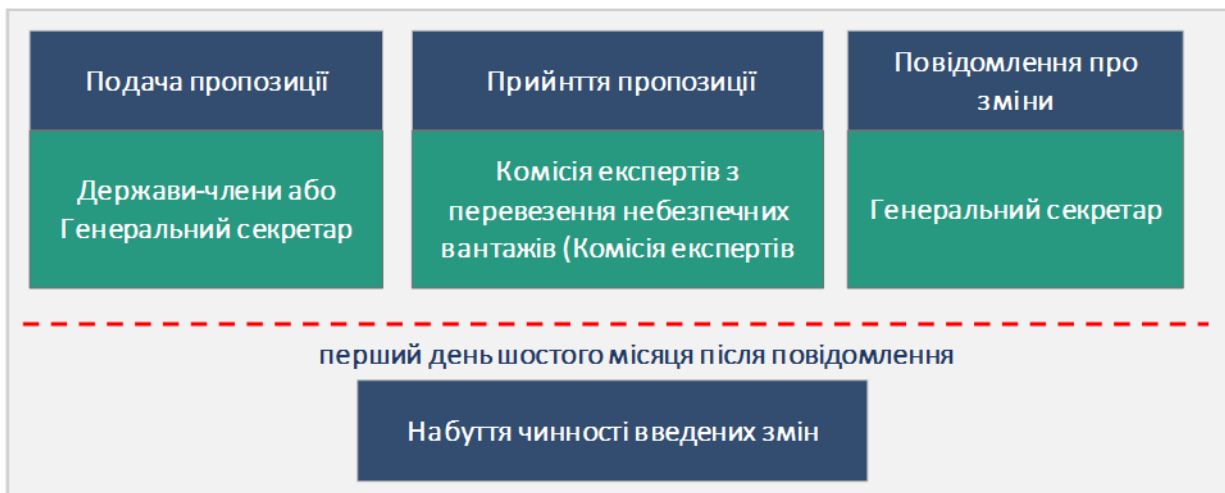 Подача пропозиції
Держави-члени або
Генеральний секретар
Прийнття пропозиції
Комісія експертів з
перевезення небезпечних
вантажів (Комісія експертів
Повідомлення про
зміни
Генеральний секретар
перший день шостого місяця після повідомлення
Набуття чинності введених змін